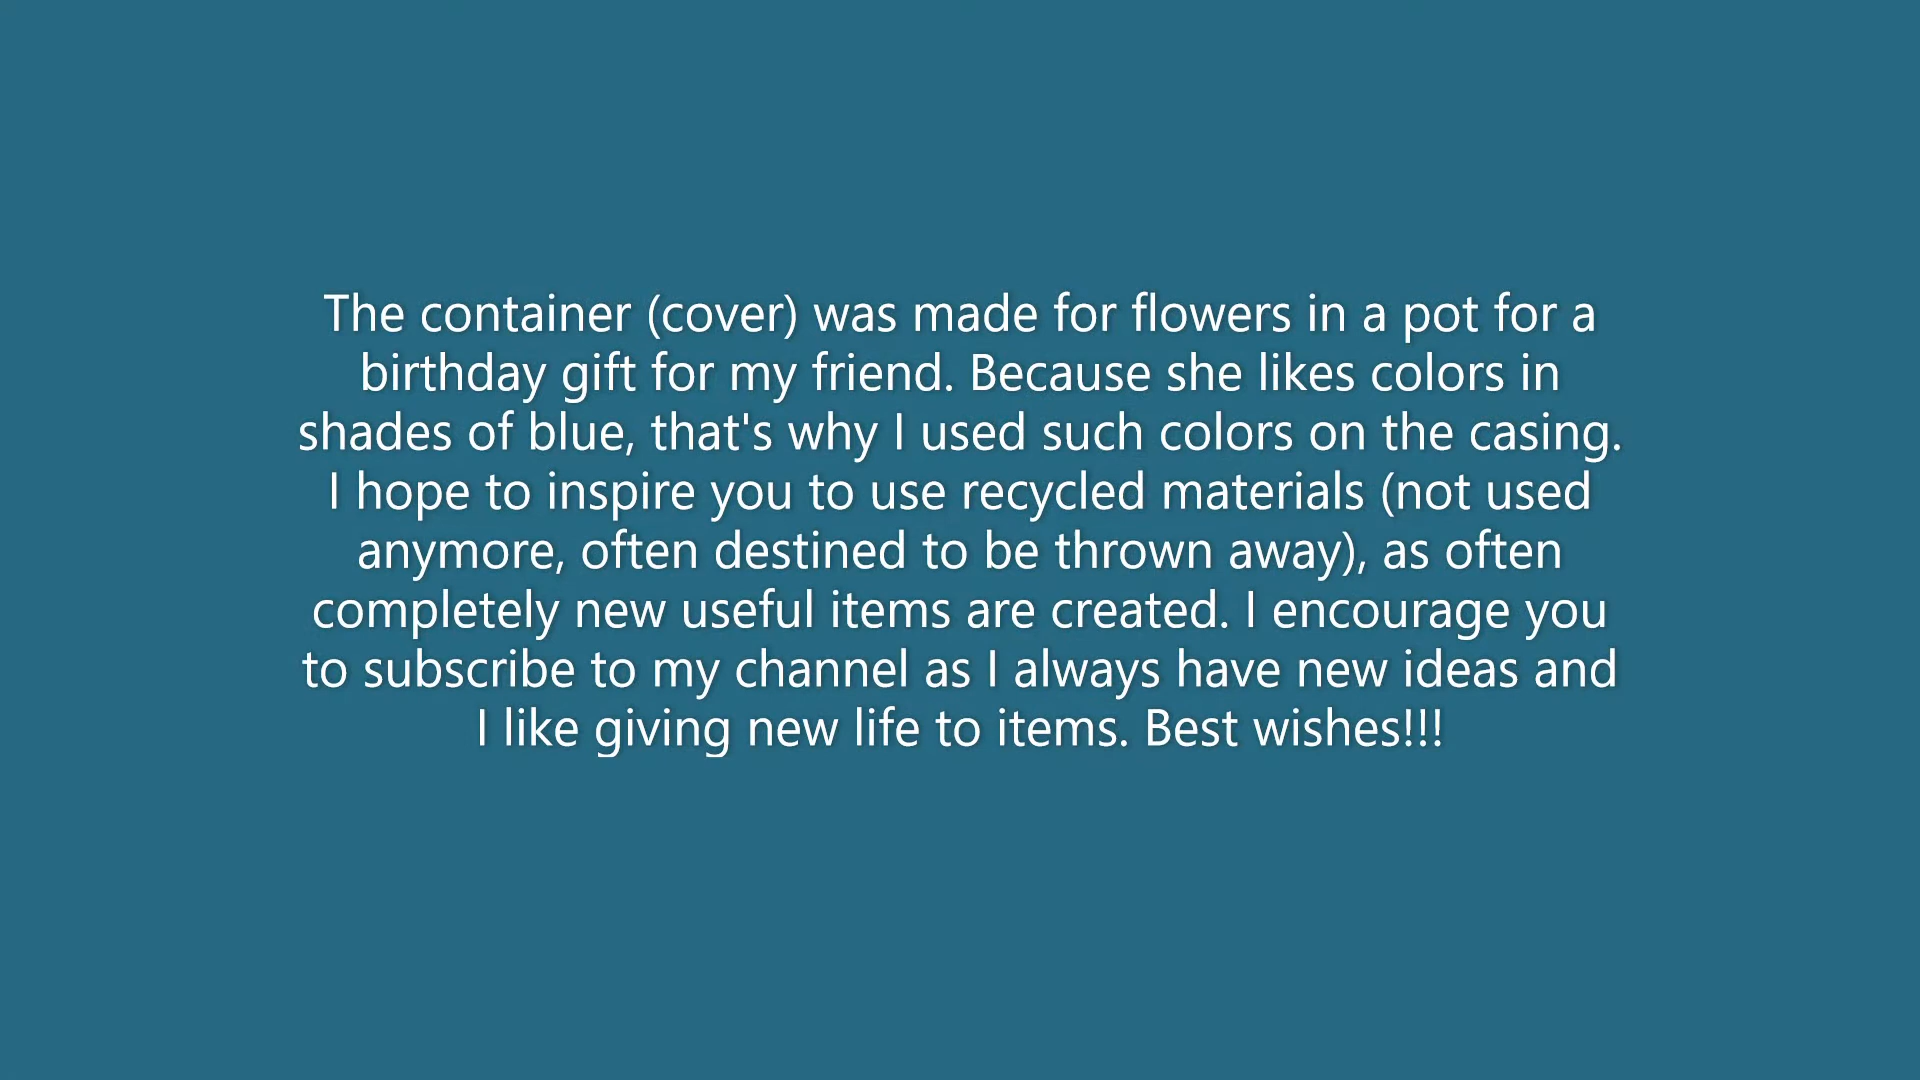 The container (cover) was made for flowers in a pot for a
birthday gift for my friend. Because she likes colors in
shades of blue, that's why I used such colors on the casing.
I hope to inspire you to use recycled materials (not used
anymore, often destined to be thrown away), as often
completely new useful items are created. I encourage you
to subscribe to my channel as I always have new ideas and
I like giving new life to items. Best wishes!!!